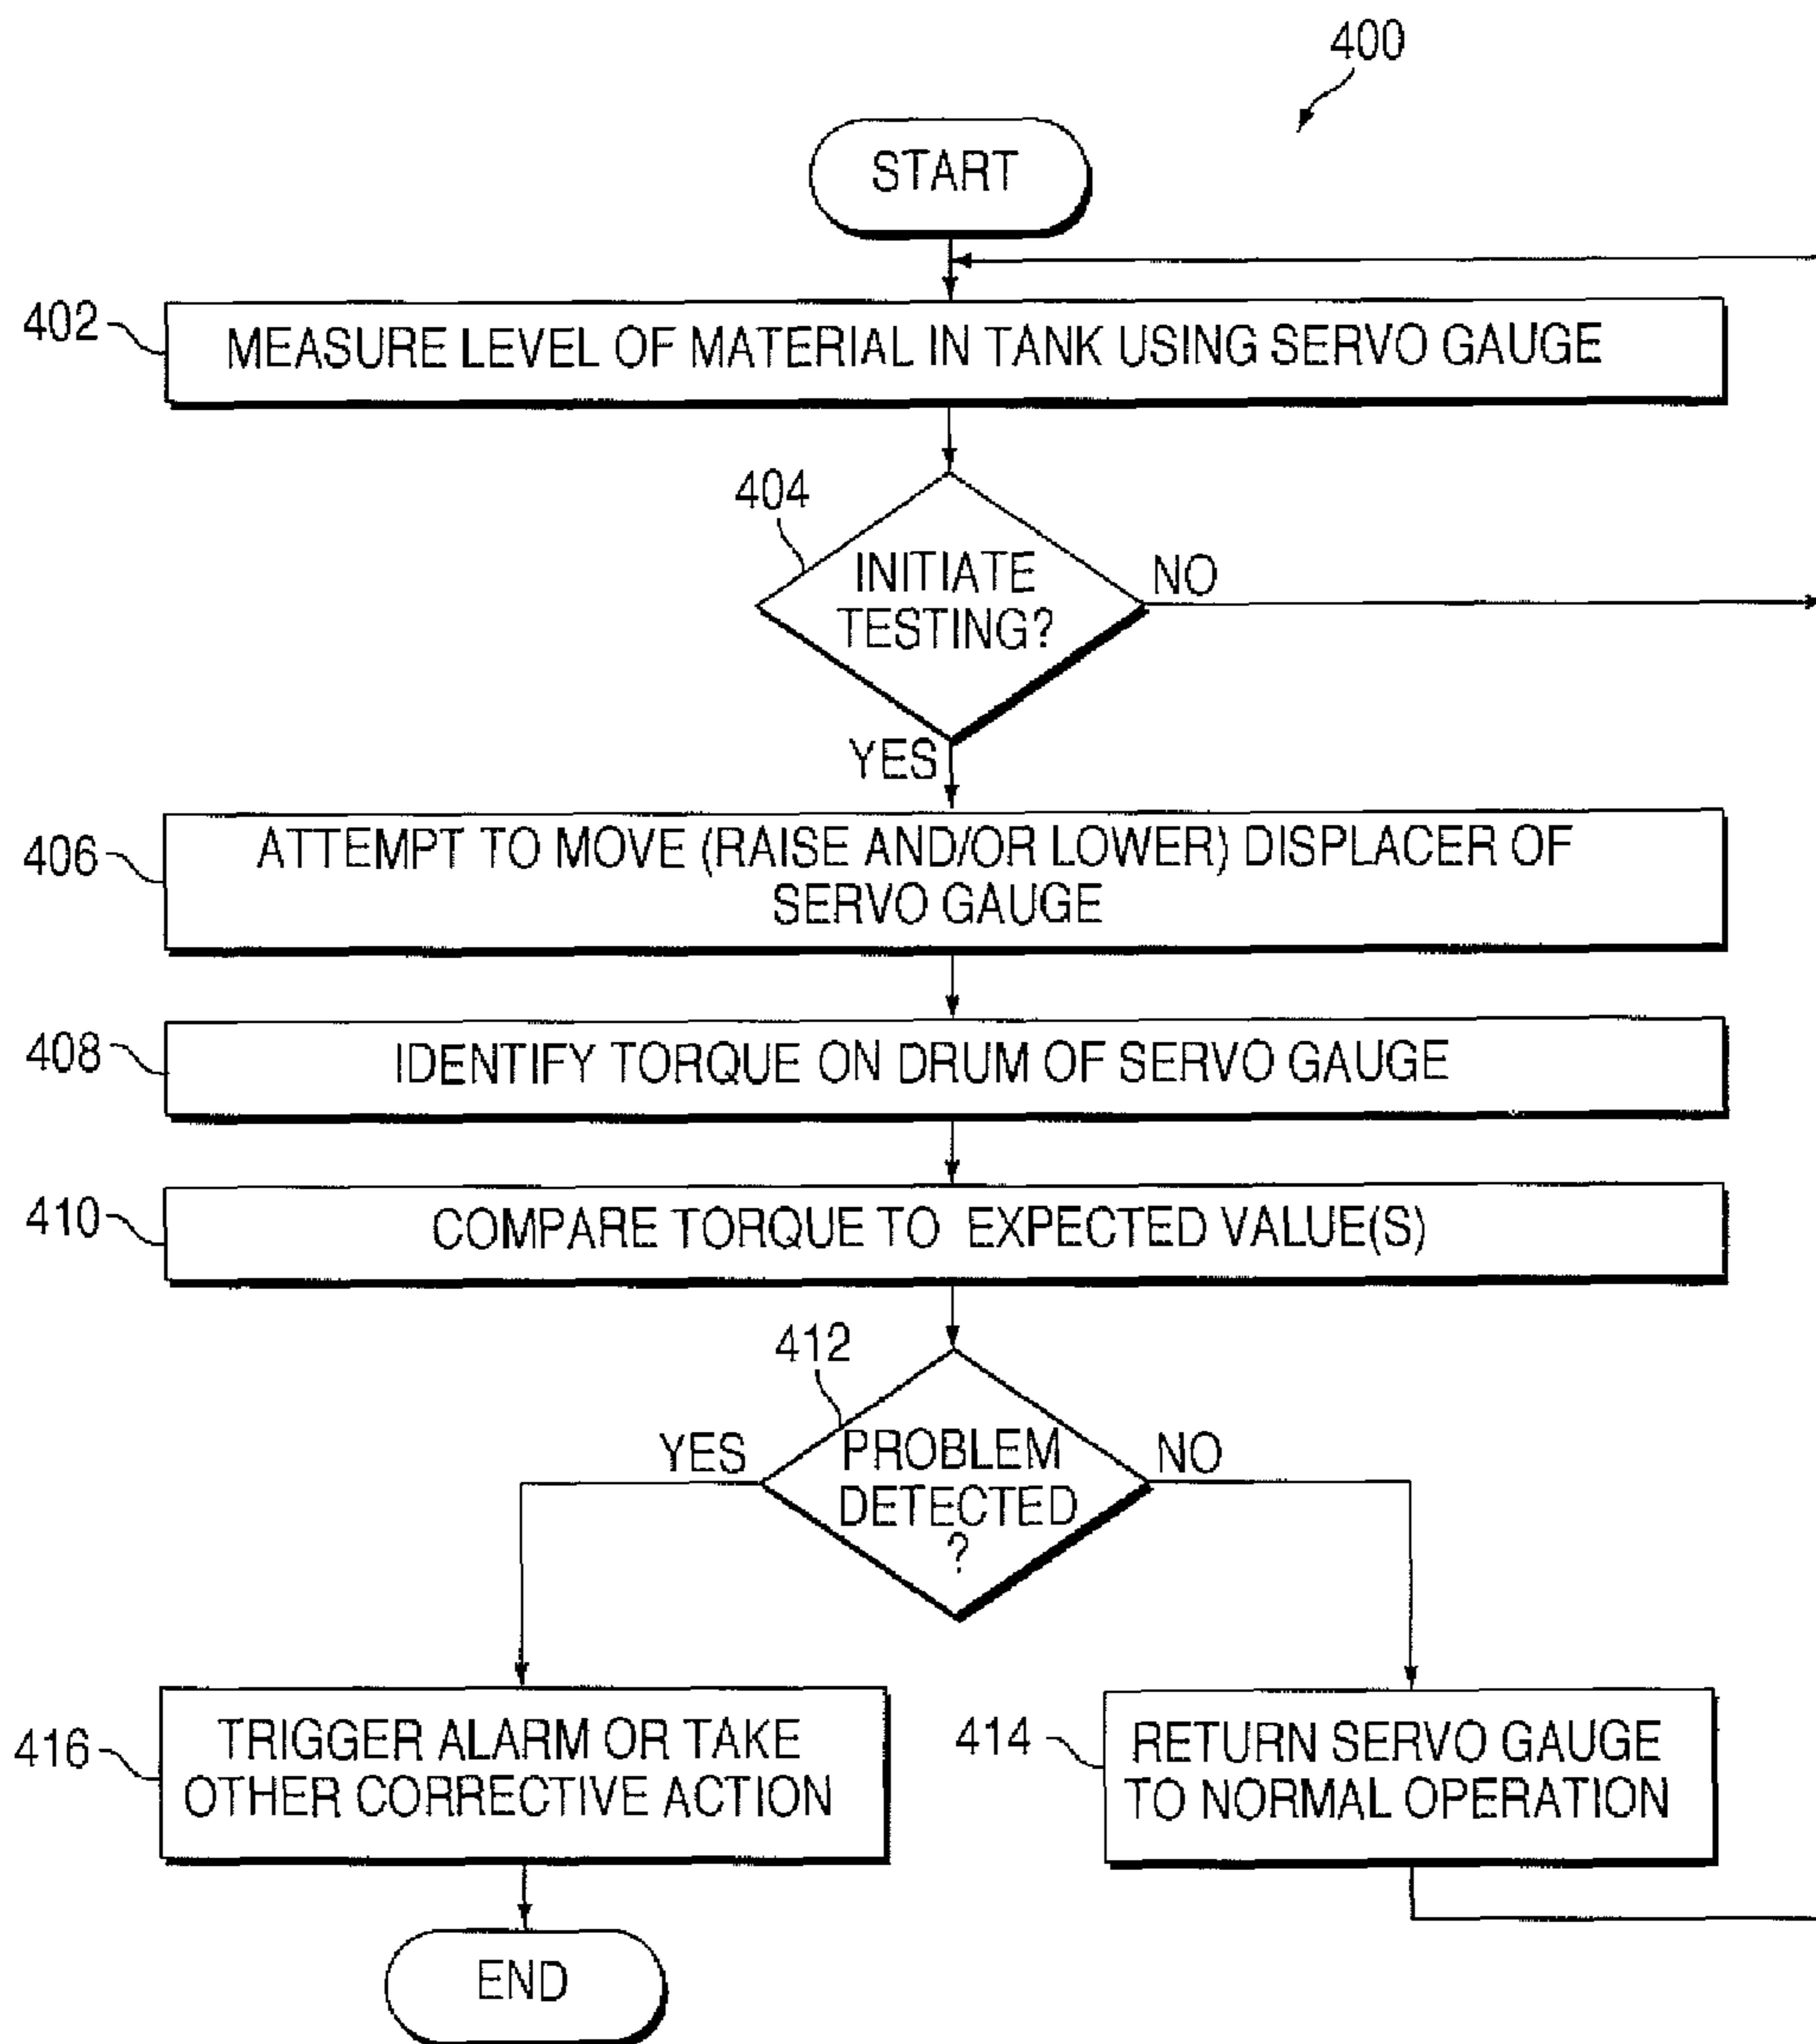 400
START
402
MEASURE LEVEL OF MATERIAL IN TANK USING SERVO GAUGE
404
INITIATE
TESTING?
NO
YES
406
ATTEMPT TO MOVE (RAISE AND/OR LOWER) DISPLACER OF
SERVO GAUGE
408
IDENTIFY TORQUE ON DRUM OF SERVO GAUGE
410
COMPARE TORQUE TO EXPECTED VALUE(S)
412
YES
PROBLEM
DETECTED
?
NO
416
TRIGGER ALARM OR TAKE
OTHER CORRECTIVE ACTION
414
RETURN SERVO GAUGE
TO NORMAL OPERATION
END